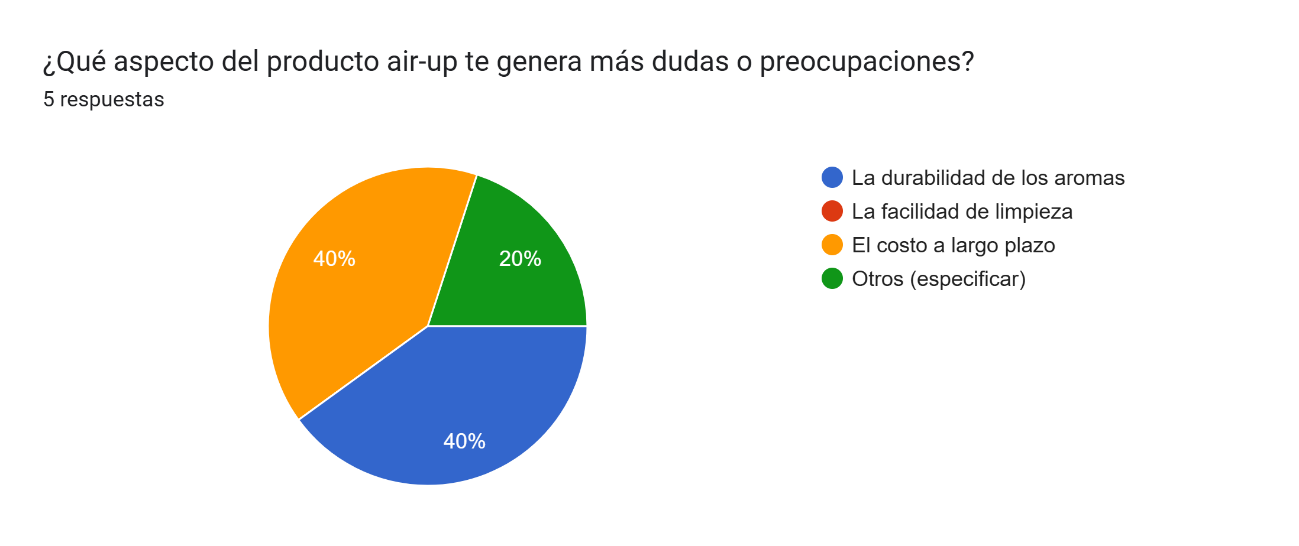 ¿Qué aspecto del producto air-up te genera más dudas o preocupaciones?
5 respuestas
40%
20%
40%
La durabilidad de los aromas
La facilidad de limpieza
El costo a largo plazo
Otros (especificar)